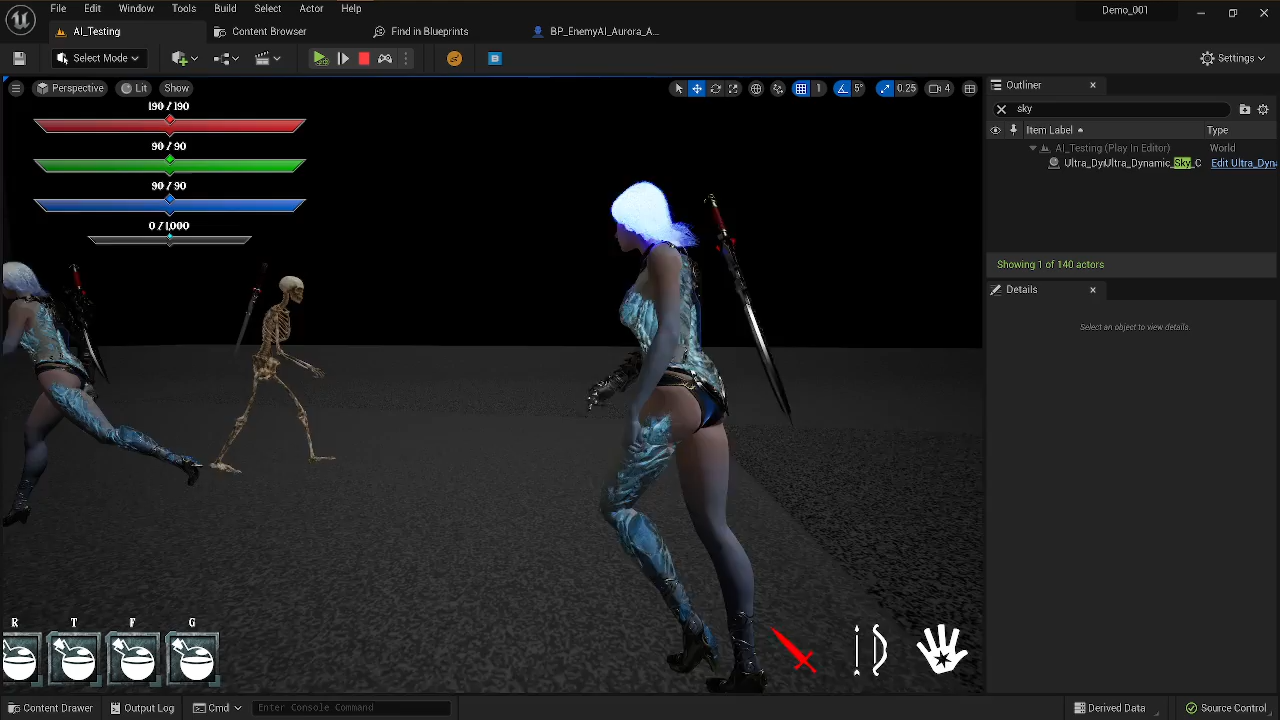 File Edit View Window Tools Build Select Actor Help
Demo_001
AI_Testing
Content Browser
Find in Blueprints
BP_EnemyAI_Aurora_A...
Select Mode
Settings
Perspective
Lit
Show
1
5°
0.25
4
190 / 190
90 / 90
90 / 90
0 / 1,000
R
T
F
G
Outliner
sky
Item Label
Type
AI_Testing (Play In Editor)
World
Ultra_DyUltra_Dynamic_Sky_C
Edit Ultra_Dyn
Showing 1 of 140 actors
Details
Select an object to view details.
Content Drawer
Output Log
Cmd
Enter Console Command
Derived Data
Source Control